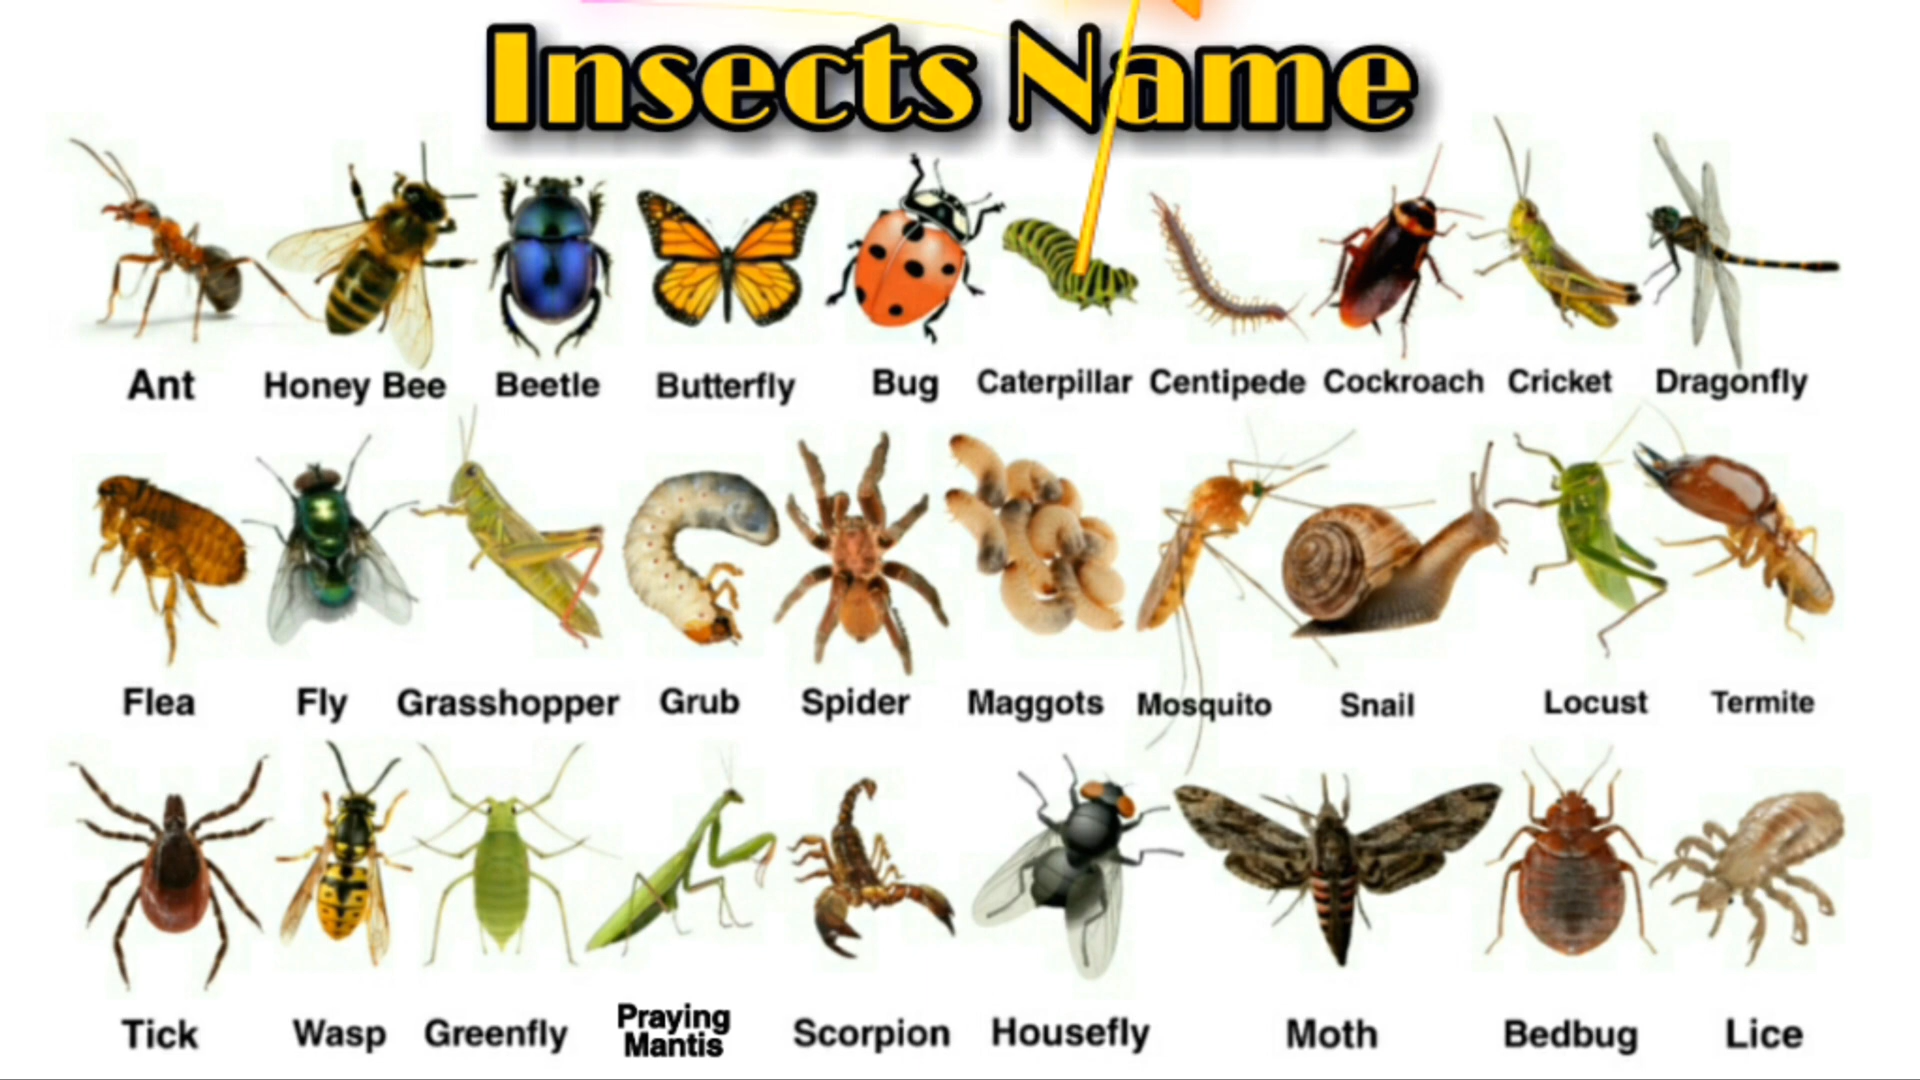 Insects Name
Ant Honey Bee Beetle Butterfly Bug Caterpillar Centipede Cockroach Cricket Dragonfly
Flea Fly Grasshopper Grub Spider Maggots Mosquito Snail Locust Termite
Tick Wasp Greenfly Praying Mantis Scorpion Housefly Moth Bedbug Lice